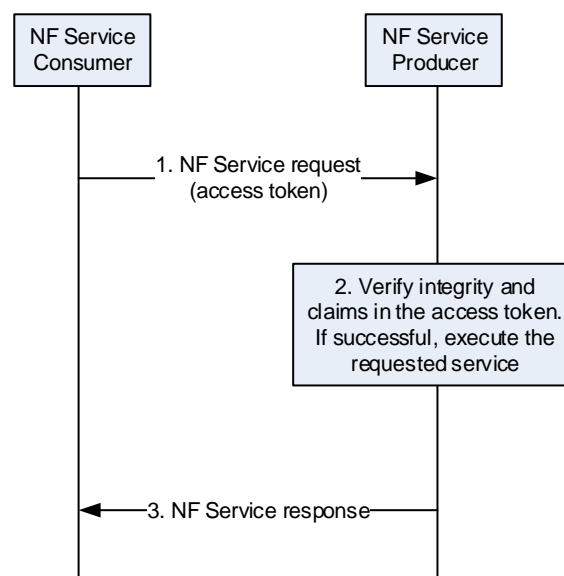 NF Service
Consumer
NF Service
Producer
1. NF Service request
(access token)
2. Verify integrity and
claims in the access token.
If successful, execute the
requested service
3. NF Service response